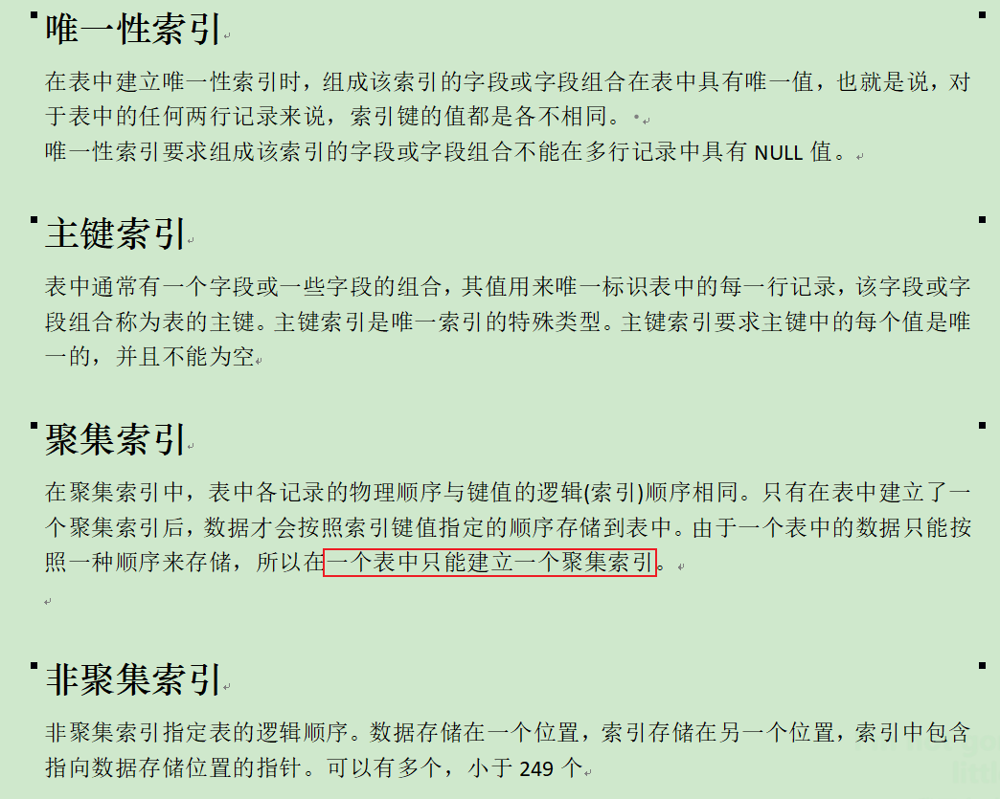 唯一性索引
在表中建立唯一性索引时，组成该索引的字段或字段组合在表中具有唯一值，也就是说，对
于表中的任何两行记录来说，索引键的值都是各不相同。
唯一性索引要求组成该索引的字段或字段组合不能在多行记录中具有 NULL 值。
主键索引
表中通常有一个字段或一些字段的组合，其值用来唯一标识表中的每一行记录，该字段或字
段组合称为表的主键。主键索引是唯一索引的特殊类型。主键索引要求主键中的每个值是唯
一的，并且不能为空
聚集索引
在聚集索引中，表中各记录的物理顺序与键值的逻辑(索引)顺序相同。只有在表中建立了一
个聚集索引后，数据才会按照索引键值指定的顺序存储到表中。由于一个表中的数据只能按
照一种顺序来存储，所以在一个表中只能建立一个聚集索引。
非聚集索引
非聚集索引指定表的逻辑顺序。数据存储在一个位置，索引存储在另一个位置，索引中包含
指向数据存储位置的指针。可以有多个，小于 249 个